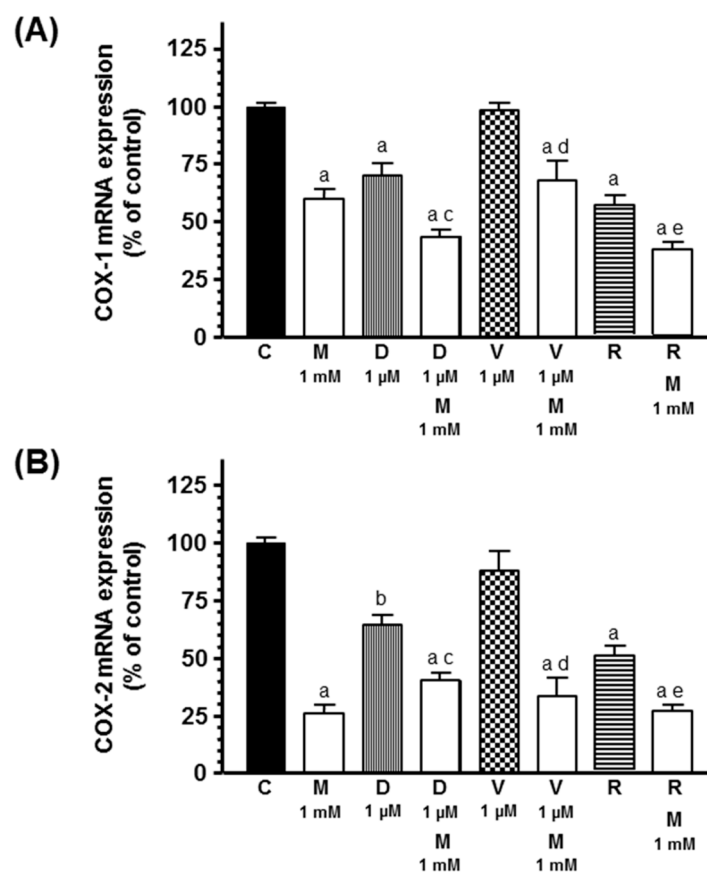 (A)
COX-1 mRNA expression
(% of control)
125
100
75
50
25
0
a
a
a c
a d
a
a e
C M D D V V R R
1 mM 1 µM 1 µM 1 µM 1 µM M
M M 1 mM
1 mM 1 mM
(B)
COX-2 mRNA expression
(% of control)
125
100
75
50
25
0
a
b
a c
a d
a
a e
C M D D V V R R
1 mM 1 µM 1 µM 1 µM 1 µM M
M M 1 mM
1 mM 1 mM